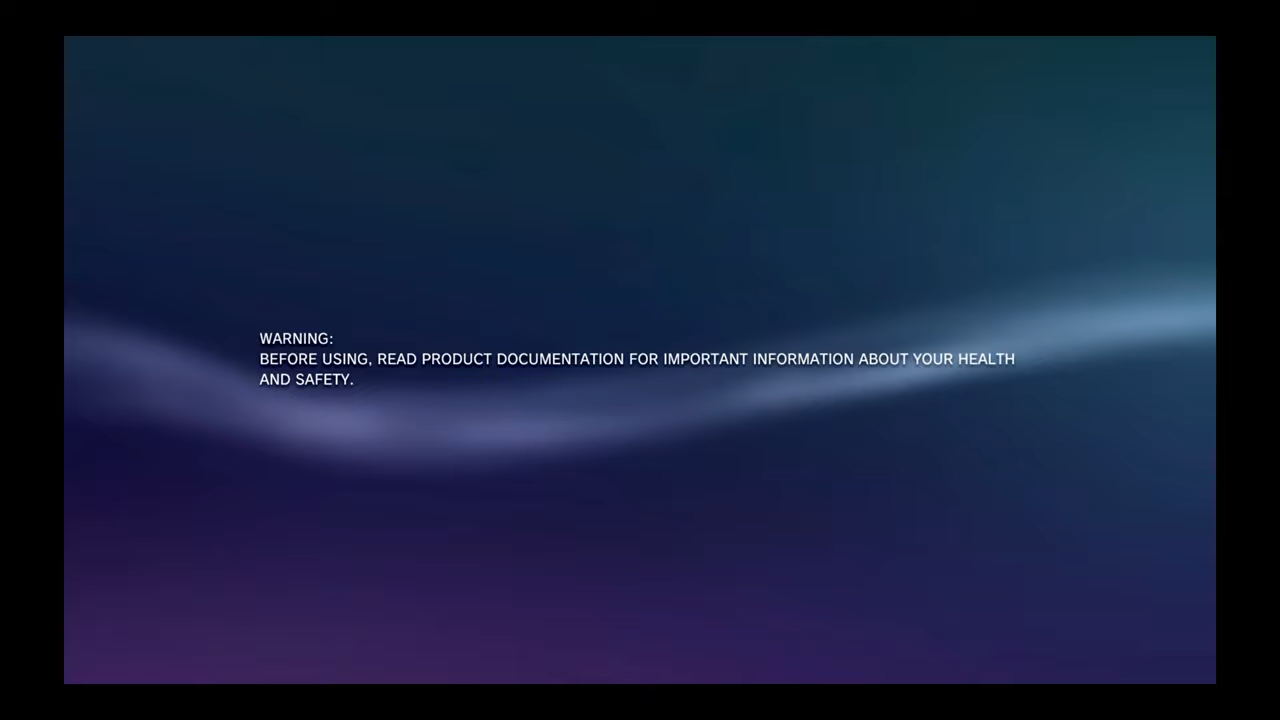 WARNING:
BEFORE USING, READ PRODUCT DOCUMENTATION FOR IMPORTANT INFORMATION ABOUT YOUR HEALTH
AND SAFETY.